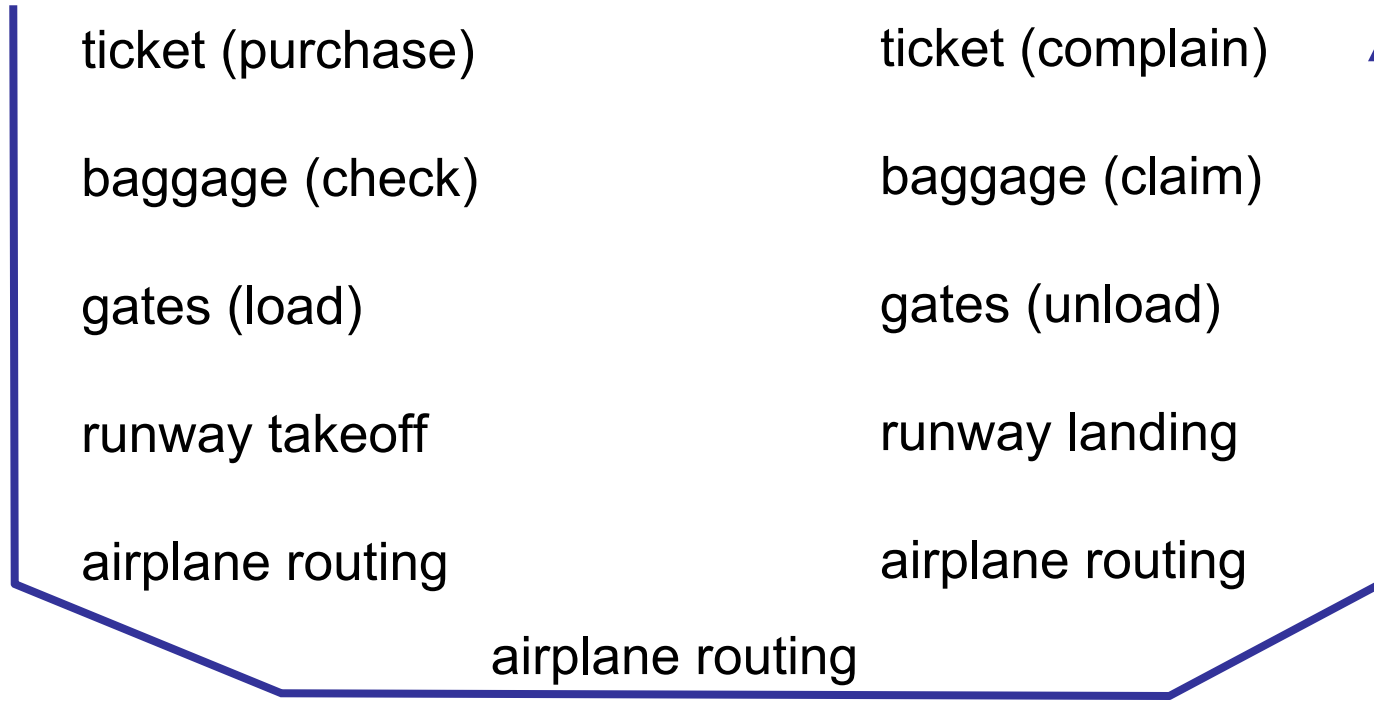 ticket (purchase)
ticket (complain)
baggage (check)
baggage (claim)
gates (load)
gates (unload)
runway takeoff
runway landing
airplane routing
airplane routing
airplane routing